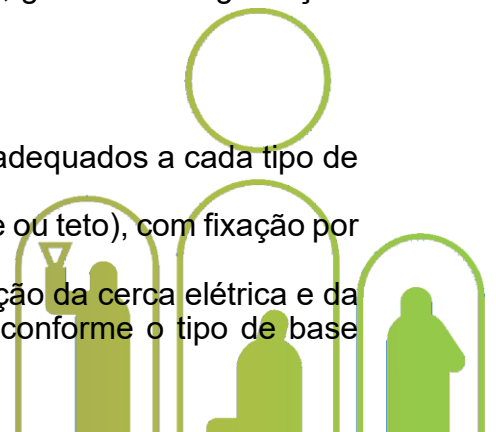 adequados a cada tipo de
e ou teto), com fixação por
ção da cerca elétrica e da
conforme o tipo de base